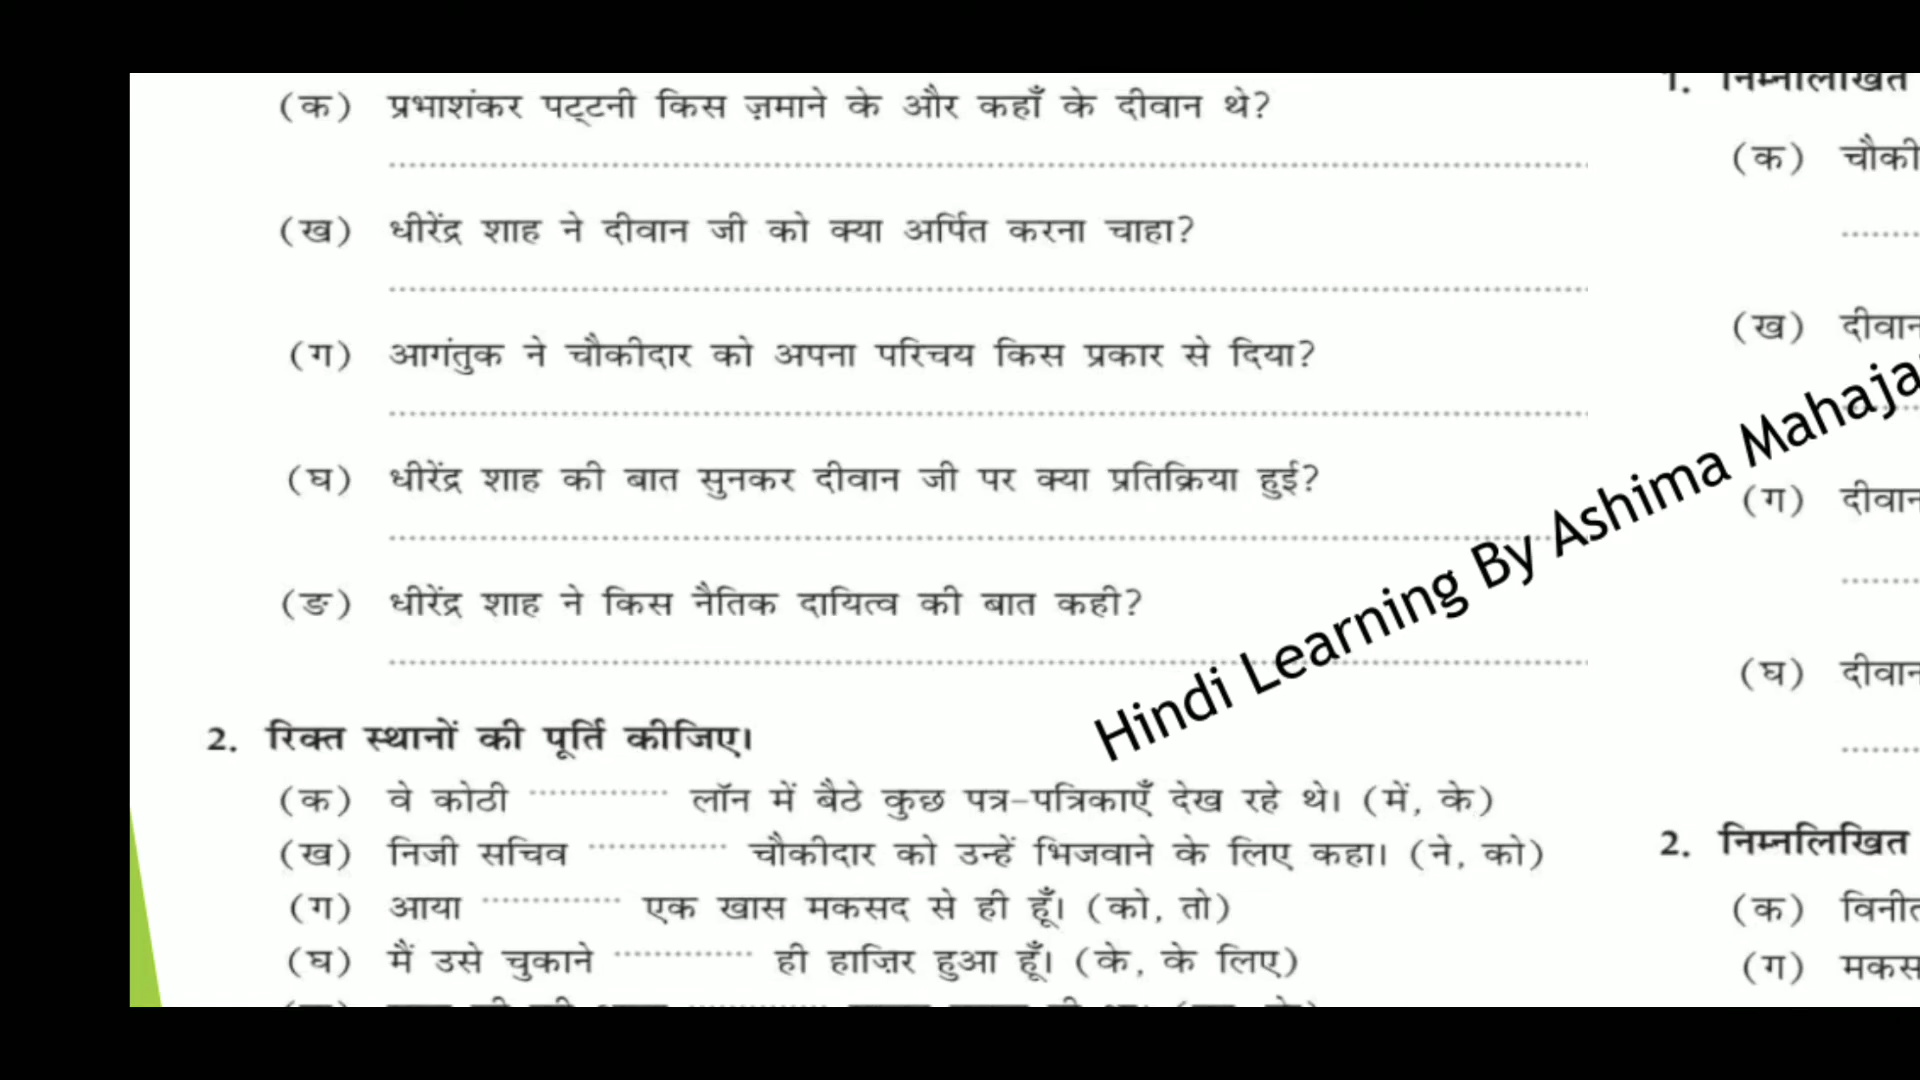 (क) प्रभाशंकर पट्टनी किस ज़माने के और कहाँ के दीवान थे?
(ख) धीरेंद्र शाह ने दीवान जी को क्या अर्पित करना चाहा?
(ग) आगंतुक ने चौकीदार को अपना परिचय किस प्रकार से दिया?
(घ) धीरेंद्र शाह की बात सुनकर दीवान जी पर क्या प्रतिक्रिया हुई?
(ङ) धीरेंद्र शाह ने किस नैतिक दायित्व की बात कही?
2. रिक्त स्थानों की पूर्ति कीजिए।
(क) वे कोठी .............. लॉन में बैठे कुछ पत्र-पत्रिकाएँ देख रहे थे। (में, के)
(ख) निजी सचिव .............. चौकीदार को उन्हें भिजवाने के लिए कहा। (ने, को)
(ग) आया .............. एक खास मकसद से ही हूँ। (को, तो)
(घ) मैं उसे चुकाने .............. ही हाज़िर हुआ हूँ। (के, के लिए)
1. निम्नलिखित
(क) चौकी
(ख) दीवान
(ग) दीवान
(घ) दीवान
2. निम्नलिखित
(क) विनीत
(ग) मकस
Hindi Learning By Ashima Mahaja